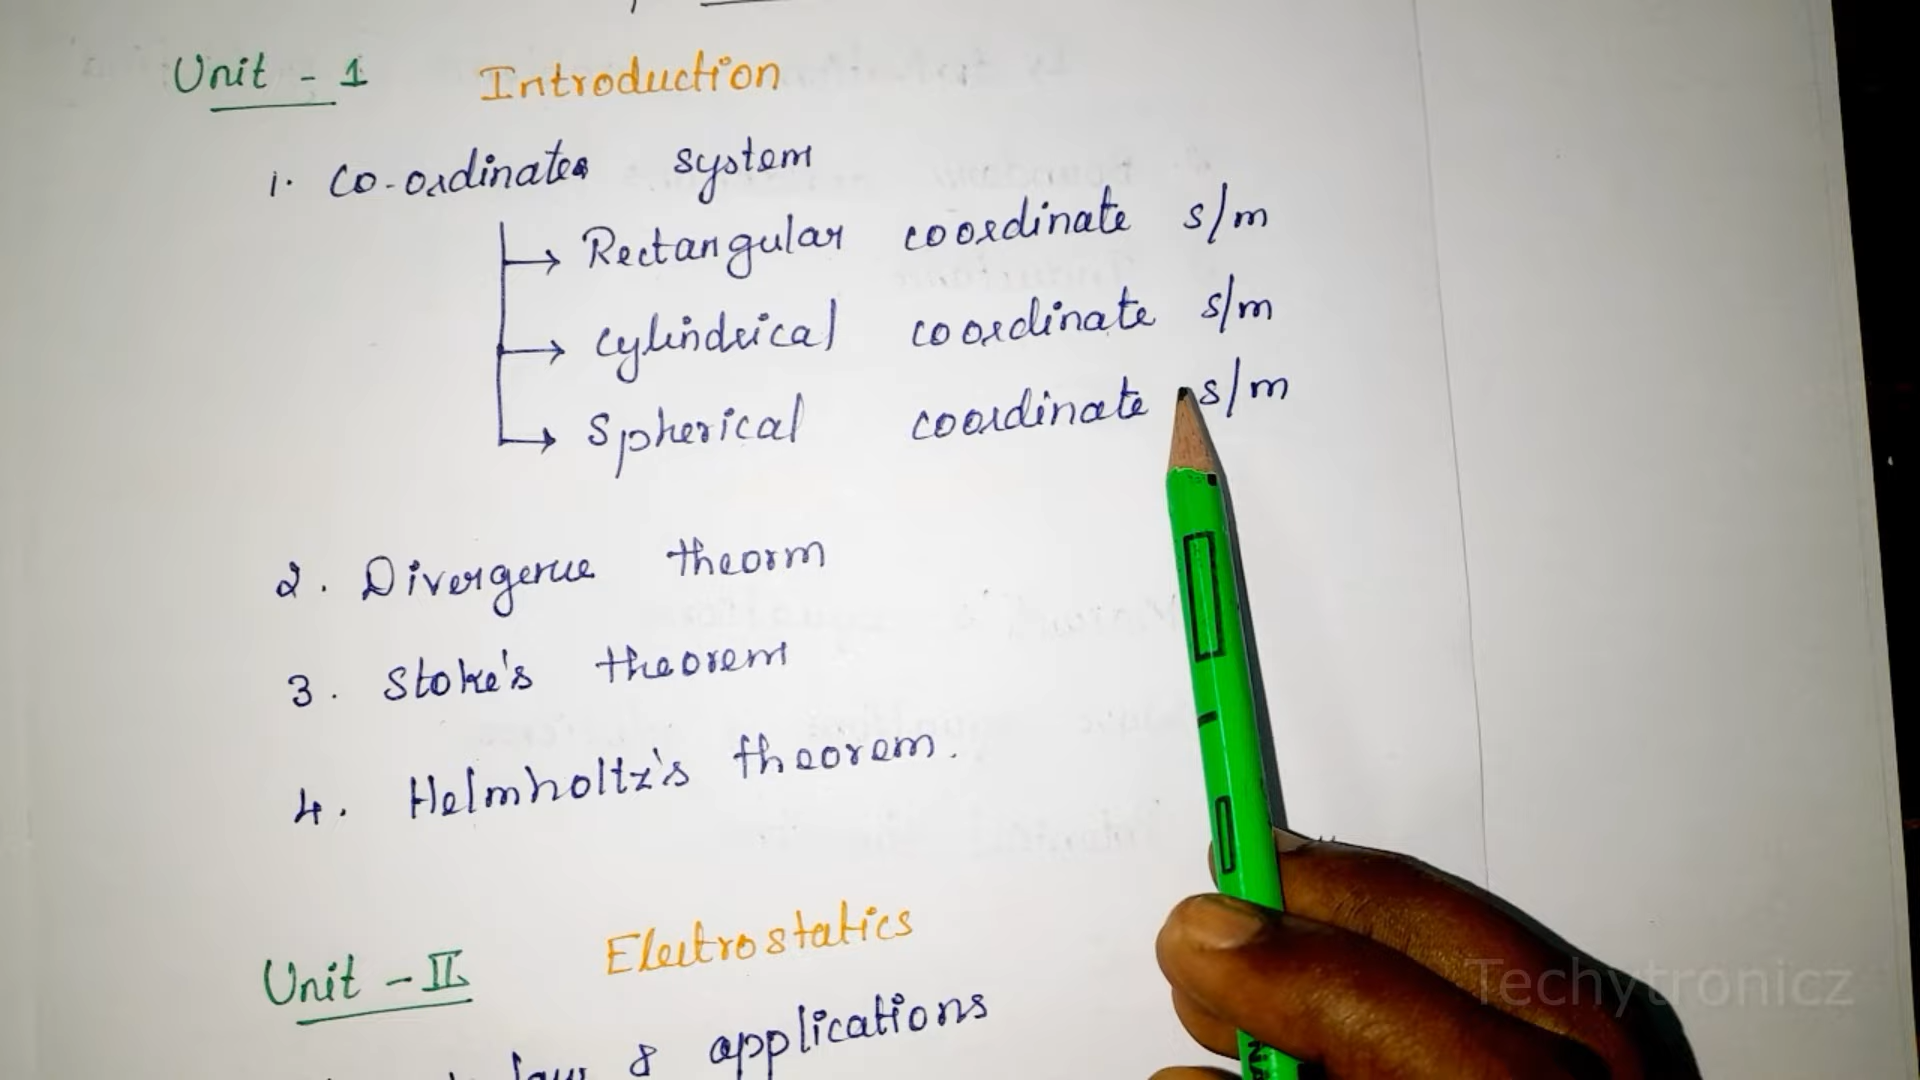 Unit - 1 Introduction
1. Co-ordinates system
Rectangular coordinate s/m
Cylindrical coordinate s/m
Spherical coordinate s/m
2. Divergence theorm
3. Stoke's theorem
4. Helmholtz's theorem.
Unit - II Electrostatics
law & applications
Techytronicz